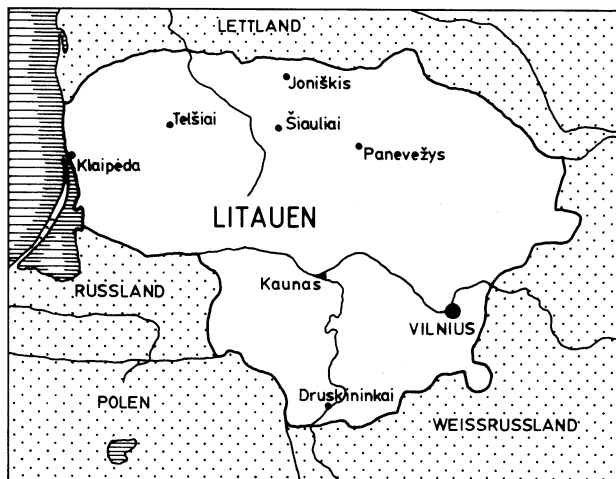 LETTLAND
Joniškis
Telšiai
Šiauliai
Panevežys
Klaipėda
LITAUEN
Kaunas
RUSSLAND
VILNIUS
Druskininkai
POLEN
WEISSRUSSLAND